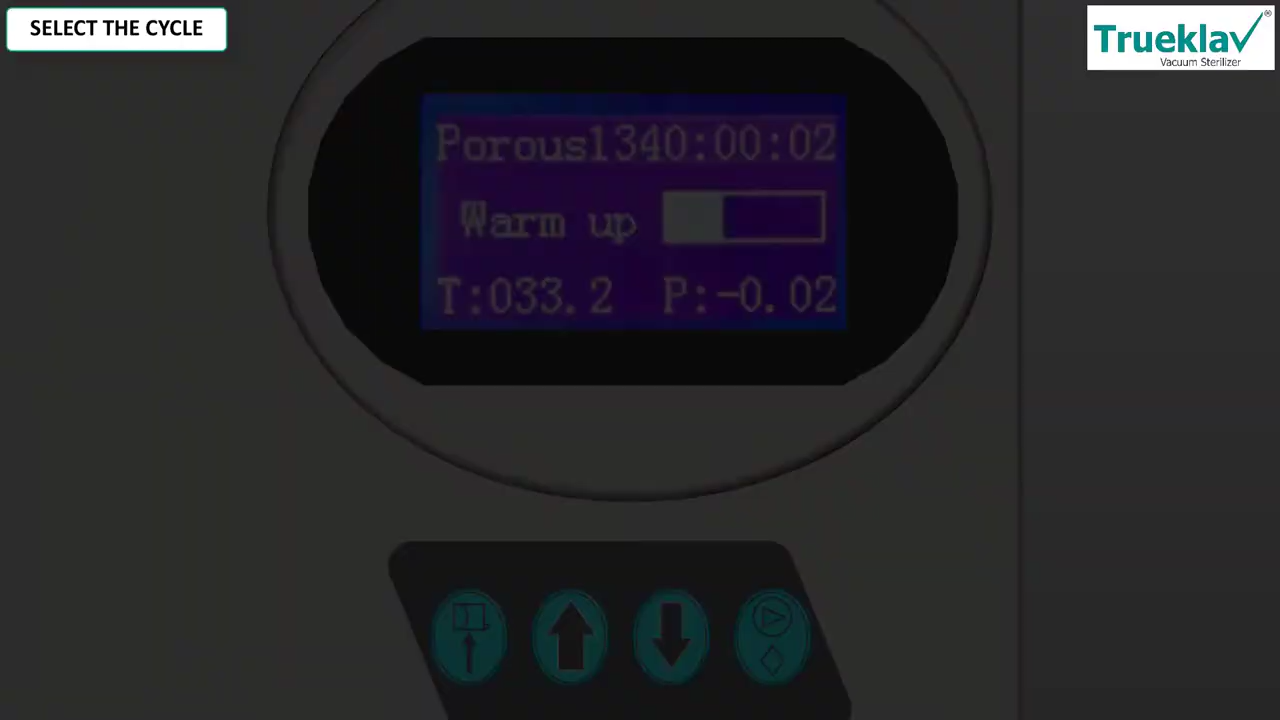 SELECT THE CYCLE
Trueklav®
Vacuum Sterilizer
Porous1340:00:02
Warm up
T:033.2 P:-0.02